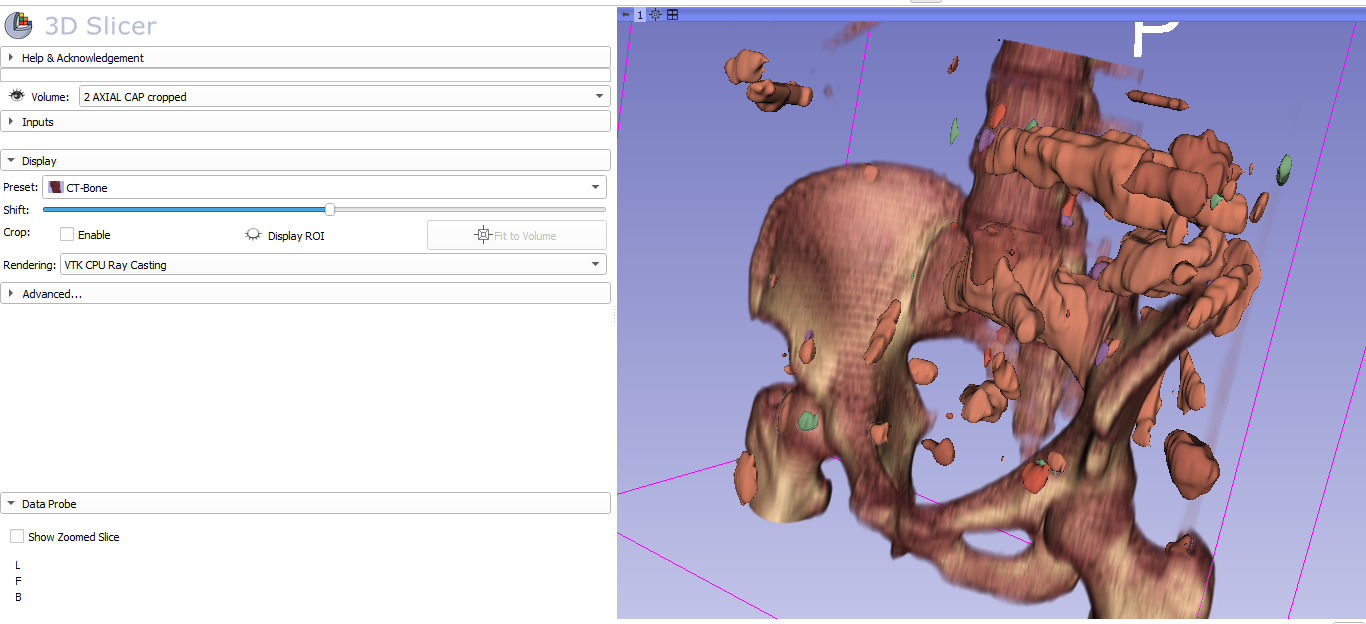 3D Slicer
Help & Acknowledgement
Volume: 2 AXIAL CAP cropped
Inputs
Display
Preset: CT-Bone
Shift:
Crop: Enable Display ROI Fit to Volume
Rendering: VTK CPU Ray Casting
Advanced...
Data Probe
Show Zoomed Slice
L
F
B
1
P